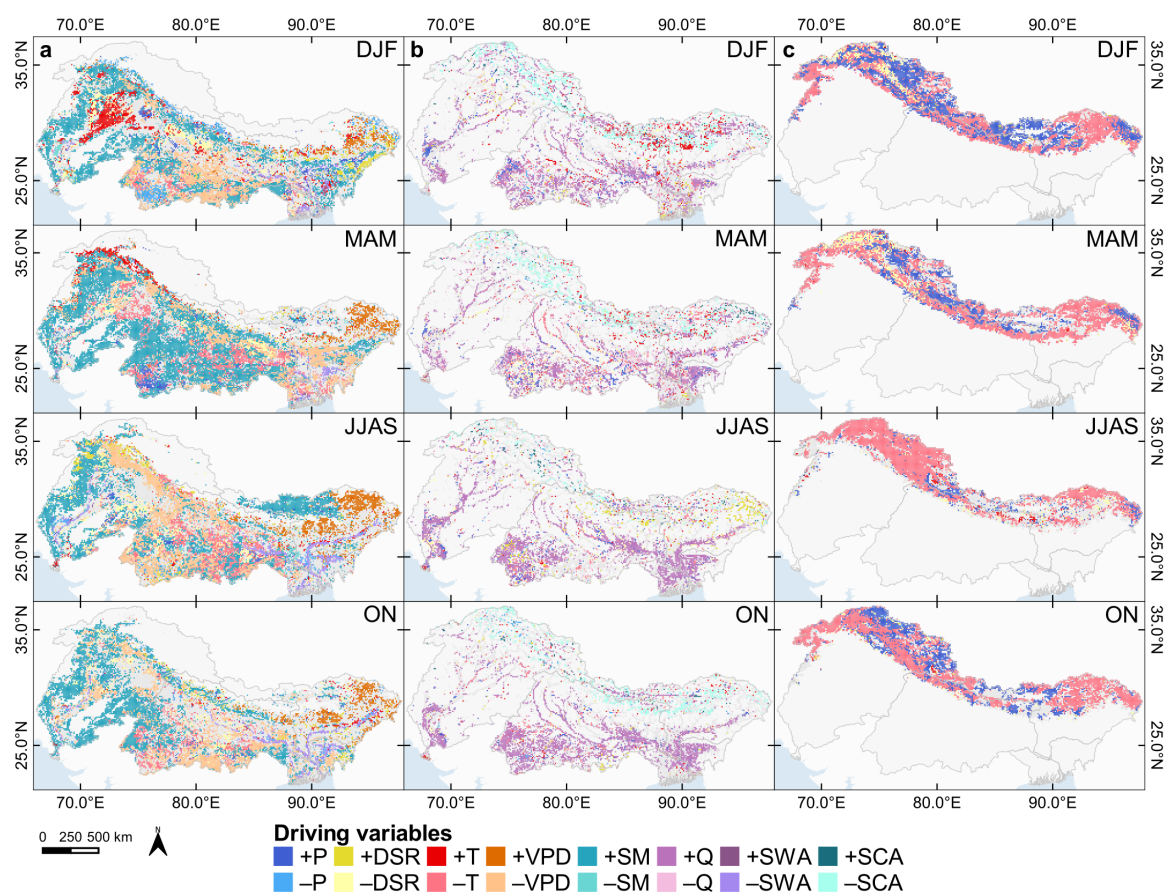 70.0°E 80.0°E 90.0°E 70.0°E 80.0°E 90.0°E 70.0°E 80.0°E 90.0°E
a DJF b DJF c DJF
35.0°N 35.0°N
25.0°N 25.0°N
MAM MAM MAM
35.0°N 35.0°N
25.0°N 25.0°N
JJAS JJAS JJAS
35.0°N 35.0°N
25.0°N 25.0°N
ON ON ON
35.0°N 35.0°N
25.0°N 25.0°N
70.0°E 80.0°E 90.0°E 70.0°E 80.0°E 90.0°E 70.0°E 80.0°E 90.0°E
0 250 500 km
N
Driving variables
+P +DSR +T +VPD +SM +Q +SWA +SCA
–P –DSR –T –VPD –SM –Q –SWA –SCA